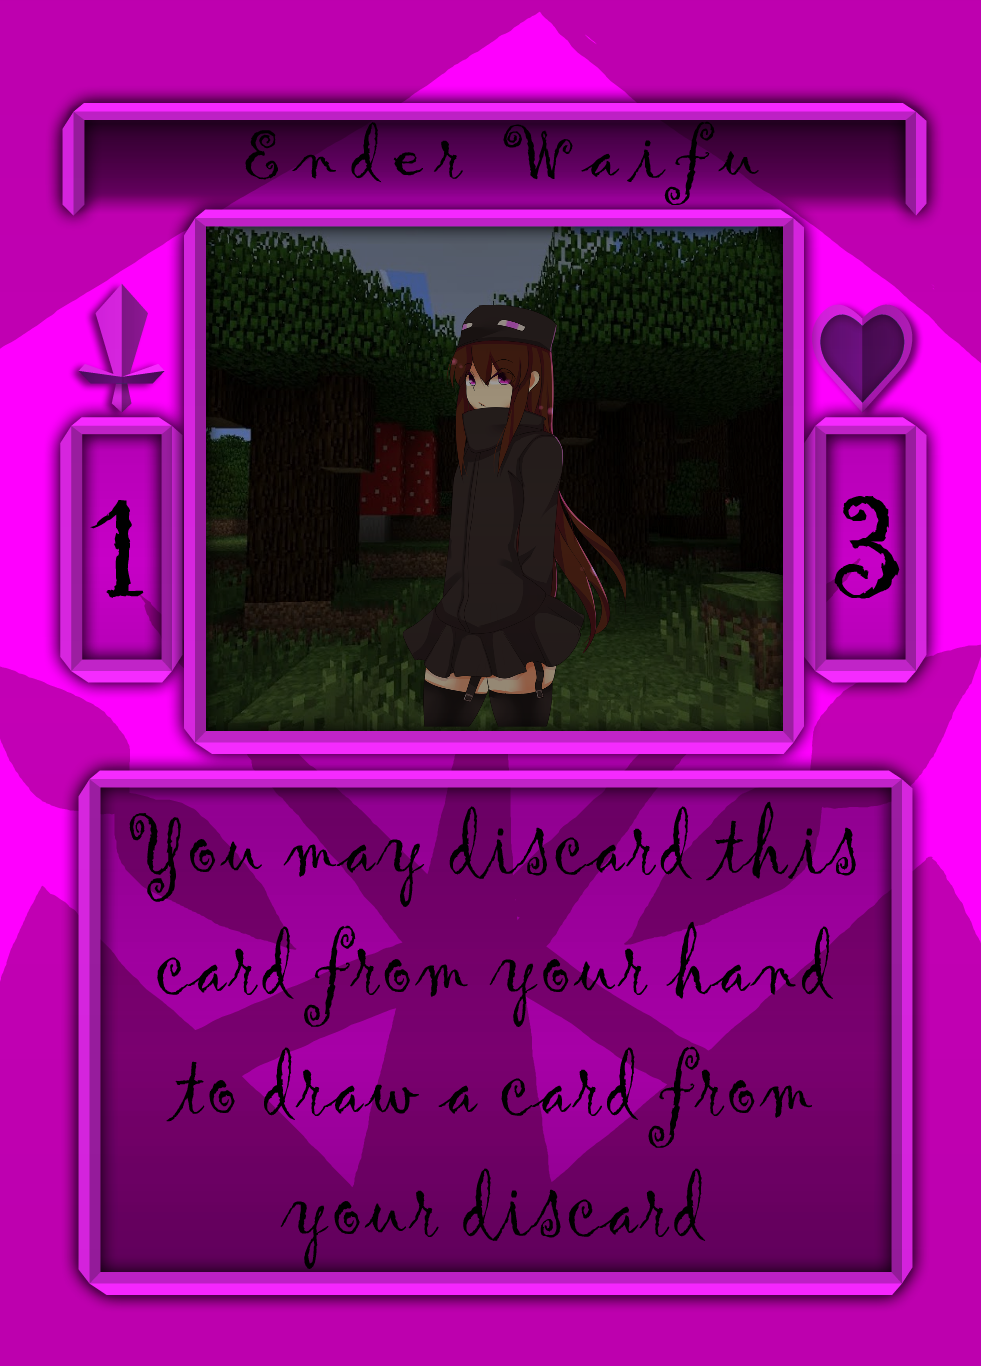 Ender Waifu
1
3
You may discard this
card from your hand
to draw a card from
your discard